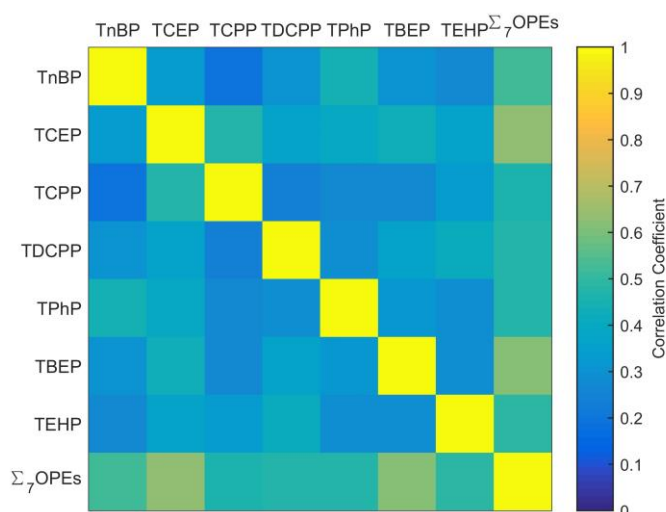 TnBP TCEP TCPP TDCPP TPhP TBEP TEHP Σ7OPEs
TnBP
TCEP
TCPP
TDCPP
TPhP
TBEP
TEHP
Σ7OPEs
1
0.9
0.8
0.7
0.6
0.5
0.4
0.3
0.2
0.1
0
Correlation Coefficient